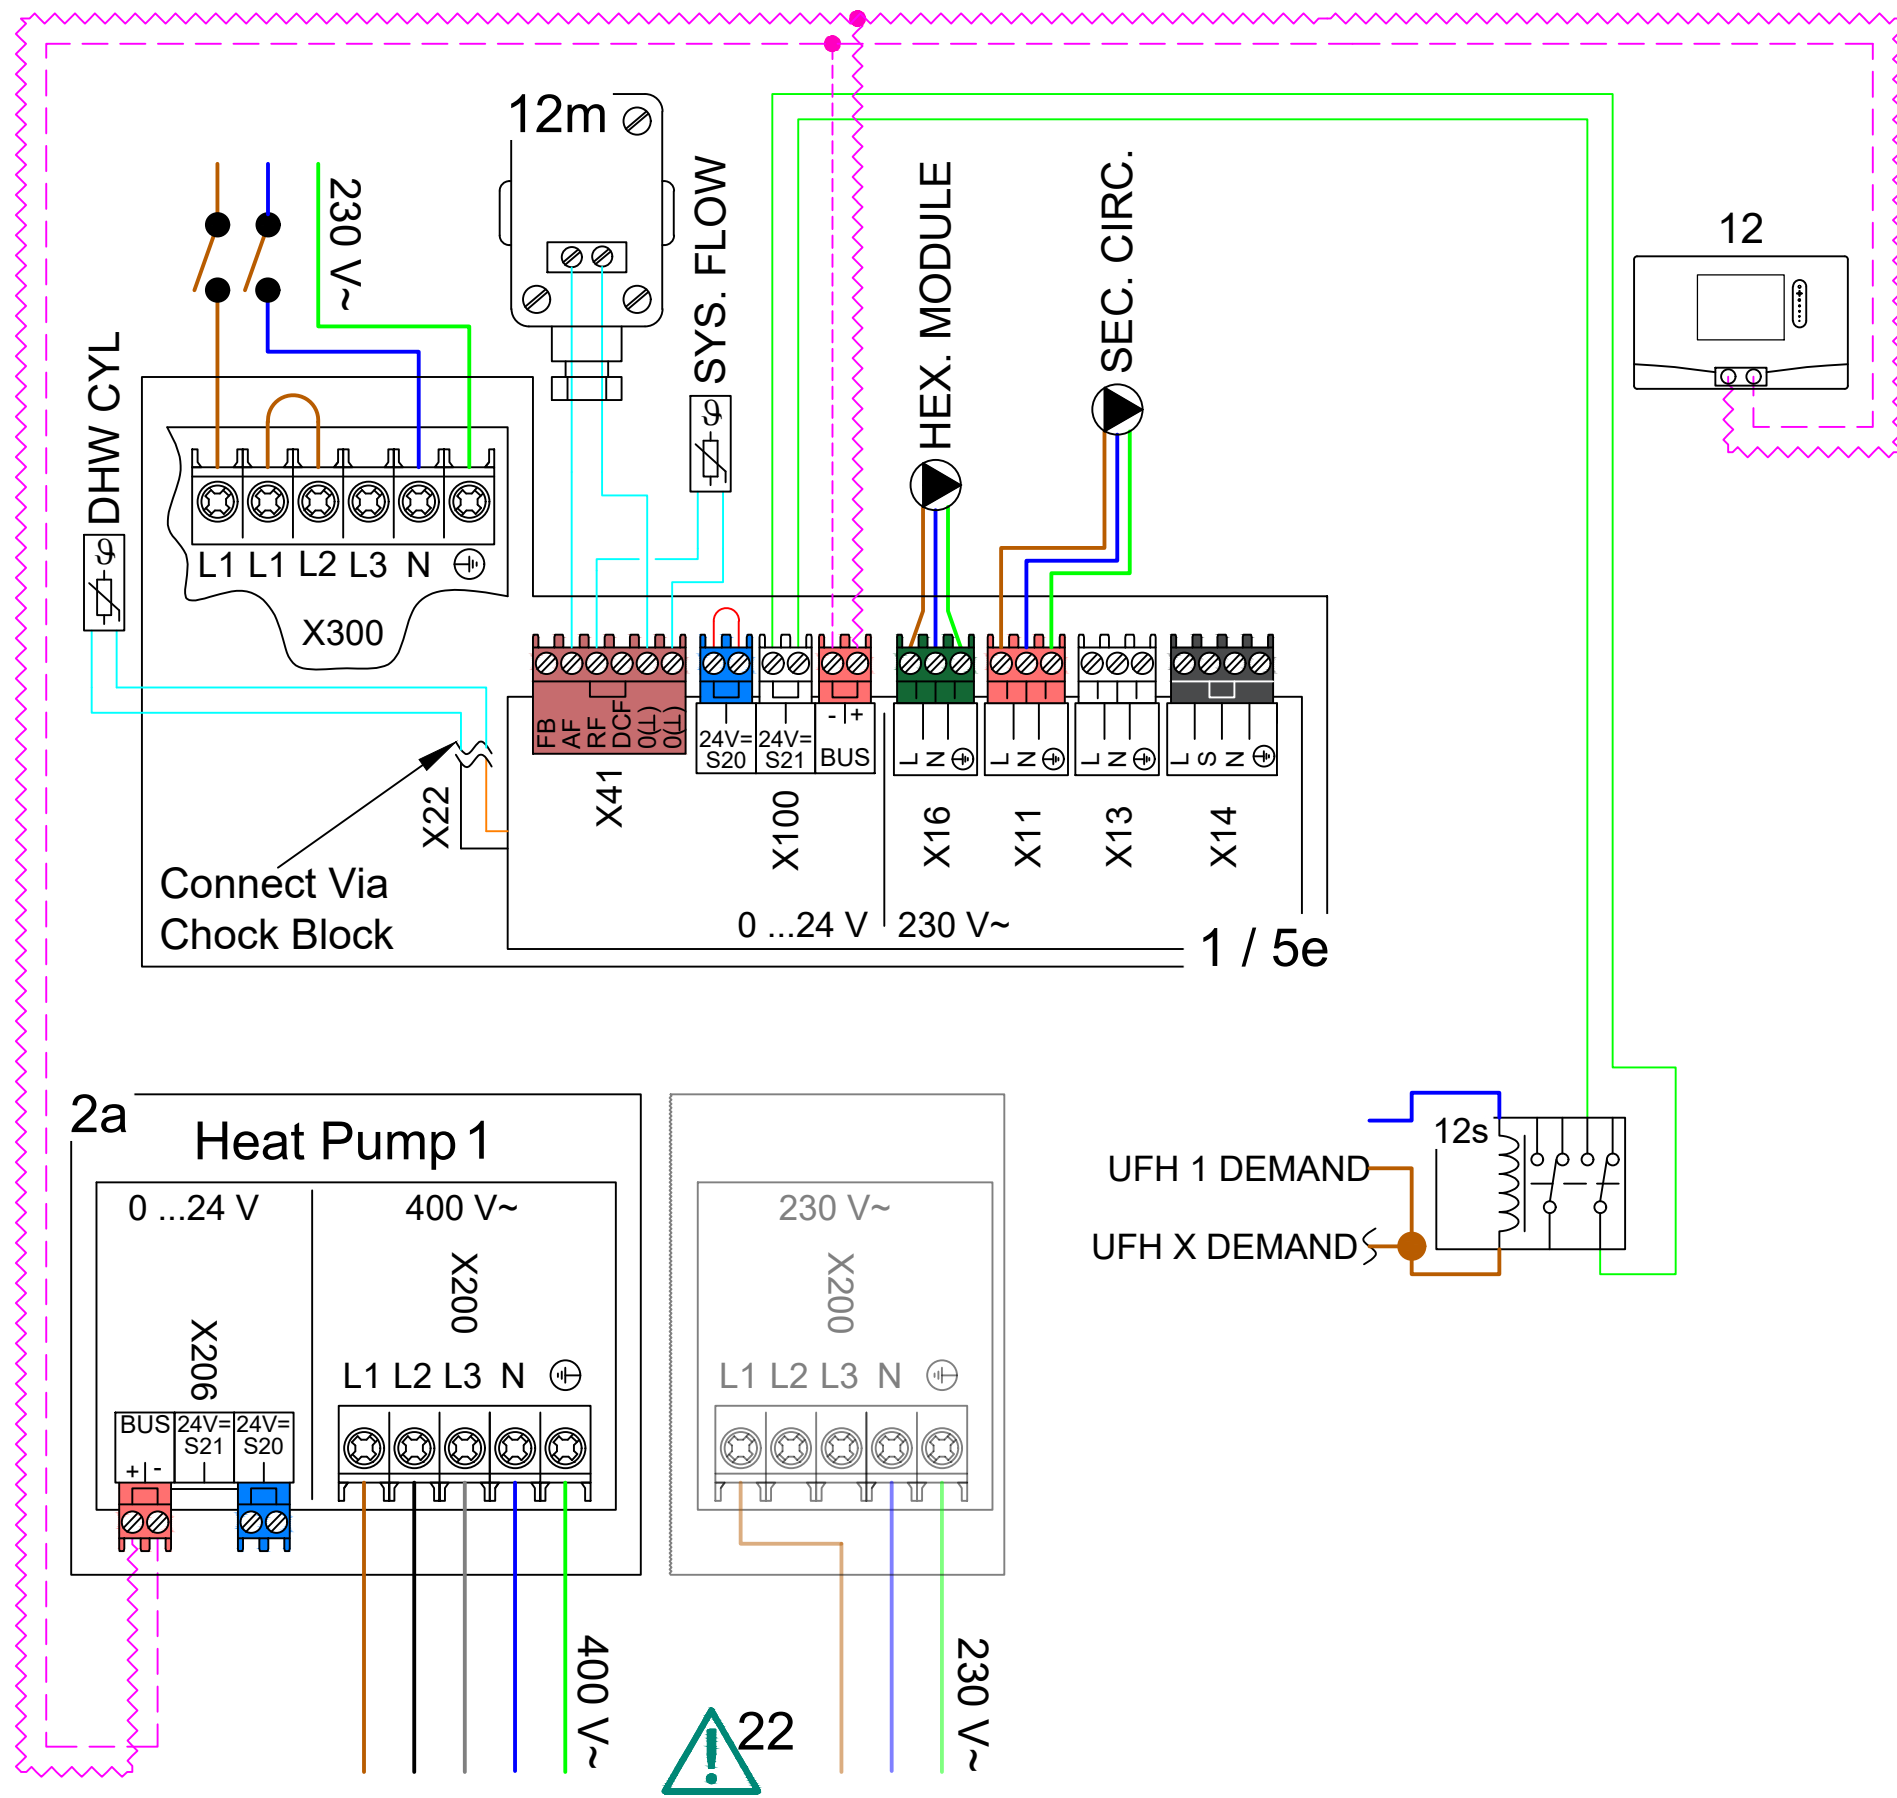 12m
230 V~
SYS. FLOW
HEX. MODULE
SEC. CIRC.
12
DHW CYL
ϑ
ϑ
L1 L1 L2 L3 N
X300
FB
AF
RF
DCF
0(⊥)
0(⊥)
24V=
S20
24V=
S21
- +
BUS
L N
L N
L N
L S N
X22
X41
X100
X16
X11
X13
X14
Connect Via
Chock Block
0 ...24 V
230 V~
1 / 5e
2a
Heat Pump 1
0 ...24 V
400 V~
X206
X200
L1 L2 L3 N
BUS
+ -
24V=
S21
24V=
S20
400 V~
230 V~
X200
L1 L2 L3 N
230 V~
22
12s
UFH 1 DEMAND
UFH X DEMAND